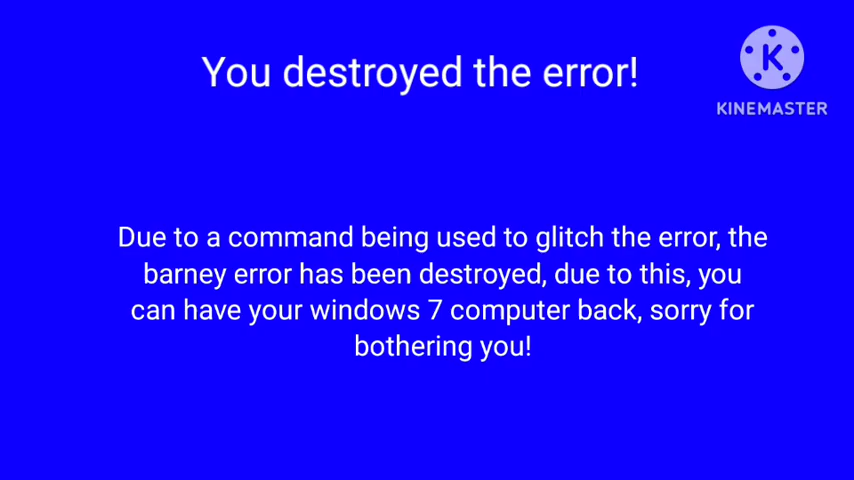 You destroyed the error!
KINEMASTER
Due to a command being used to glitch the error, the
barney error has been destroyed, due to this, you
can have your windows 7 computer back, sorry for
bothering you!